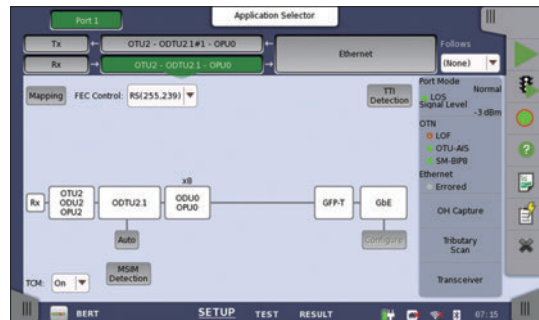 Port 1
Application Selector
Tx
OTU2 - ODTU2.1#1 - OPU0
Ethernet
Follows
Rx
OTU2 - ODTU2.1 - OPU0
(None)
Mapping
FEC Control:
RS(255,239)
TTI
Detection
Port Mode
Normal
LOS
Signal Level
-3 dBm
OTN
LOF
OTU-AIS
SM-BIP8
Ethernet
Errored
x8
Rx
OTU2
ODU2
OPU2
ODTU2.1
ODU0
OPU0
GFP-T
GbE
Auto
Configure
OH Capture
Tributary
Scan
TCM:
On
MSIM
Detection
Transceiver
BERT
SETUP
TEST
RESULT
07:15